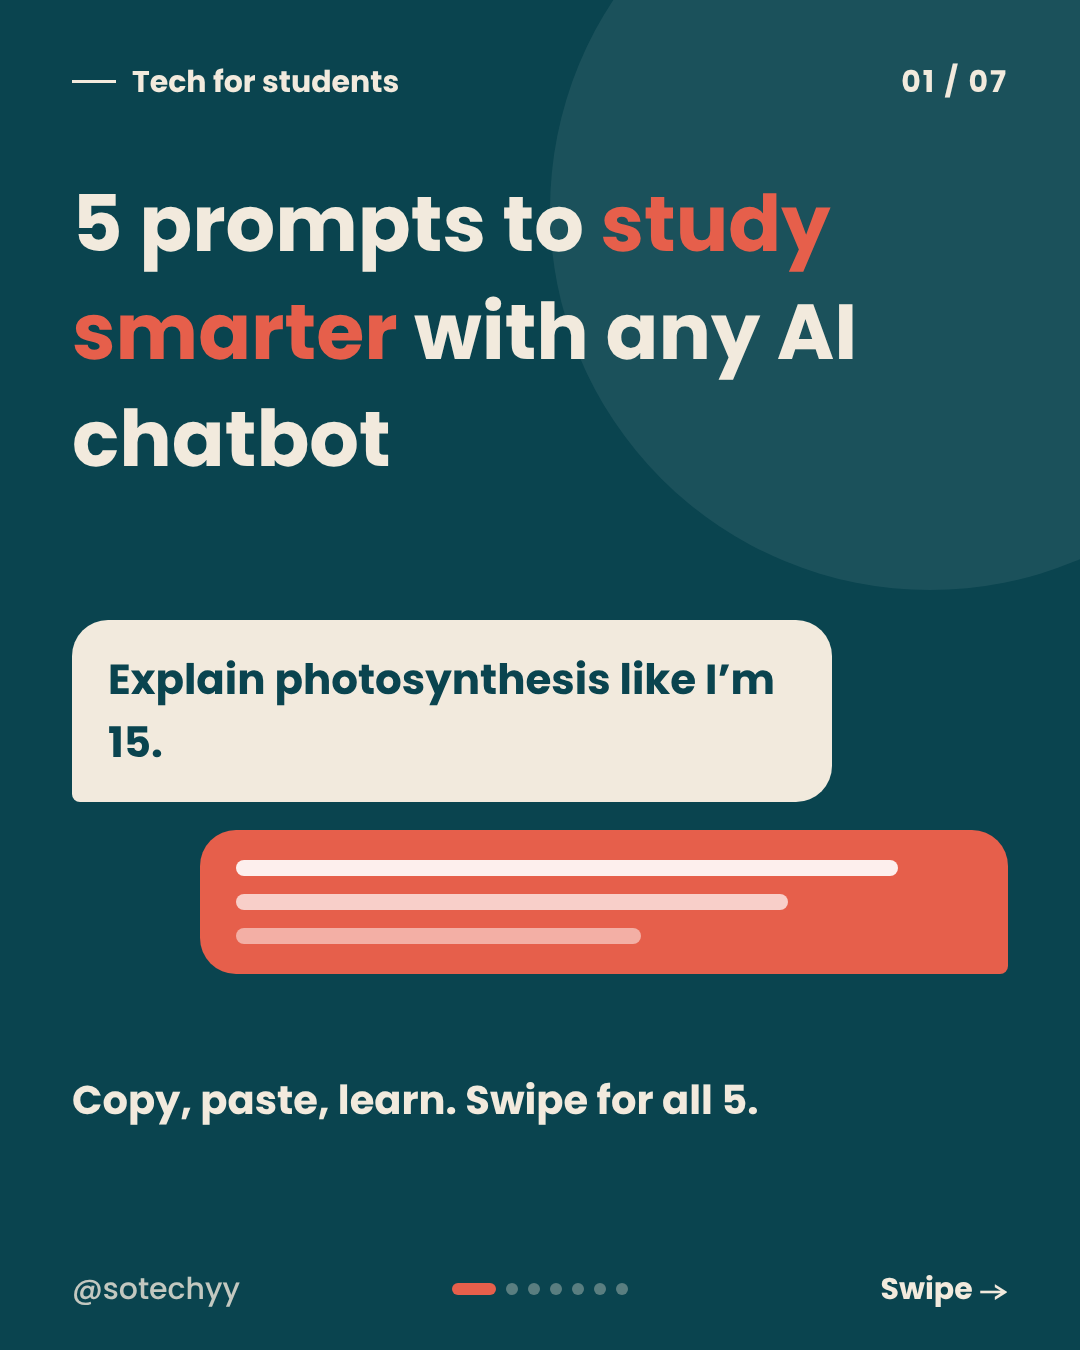 Tech for students
01 / 07
5 prompts to study
smarter with any AI
chatbot
Explain photosynthesis like I’m
15.
Copy, paste, learn. Swipe for all 5.
@sotechyy
Swipe →